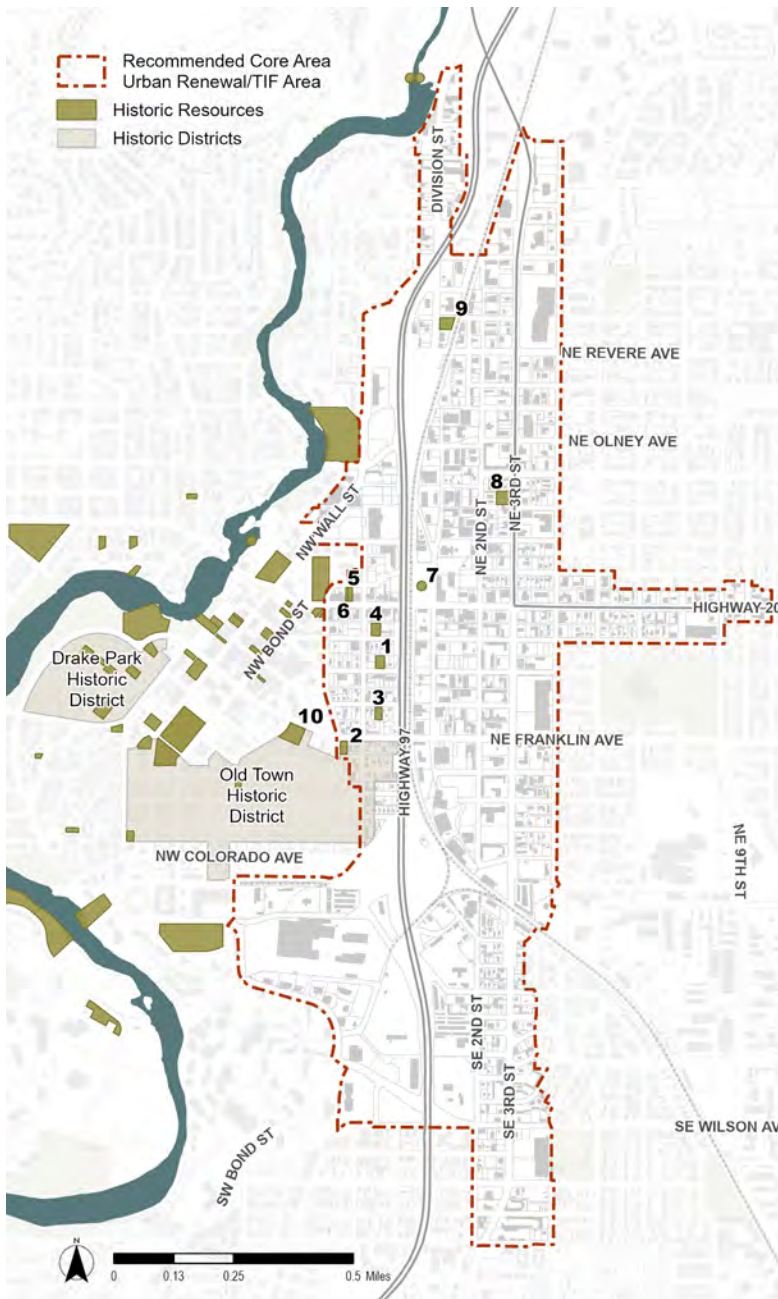 Recommended Core Area
Urban Renewal/TIF Area
Historic Resources
Historic Districts
DIVISION ST
9
NE REVERE AVE
NE OLNEY AVE
8
NE 3RD ST
NE 2ND ST
NW WALL ST
5
7
6
HIGHWAY 20
4
NW BOND ST
1
Drake Park
Historic
District
3
10
2
NE FRANKLIN AVE
HIGHWAY 97
Old Town
Historic
District
NW COLORADO AVE
NE 9TH ST
SE 2ND ST
SE 3RD ST
SE WILSON AV
SW BOND ST
N
0 0.13 0.25 0.5 Miles